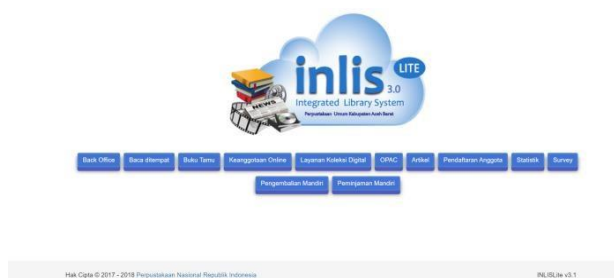 NEWS
inlis LITE
3.0
Integrated Library System
Perpustakaan Umum Kabupaten Aceh Barat
Back Office Baca ditempat Buku Tamu Keanggotaan Online Layanan Koleksi Digital OPAC Artikel Pendaftaran Anggota Statistik Survey
Pengembalian Mandiri Peminjaman Mandiri
Hak Cipta © 2017 - 2018 Perpustakaan Nasional Republik Indonesia INLISLite v3.1